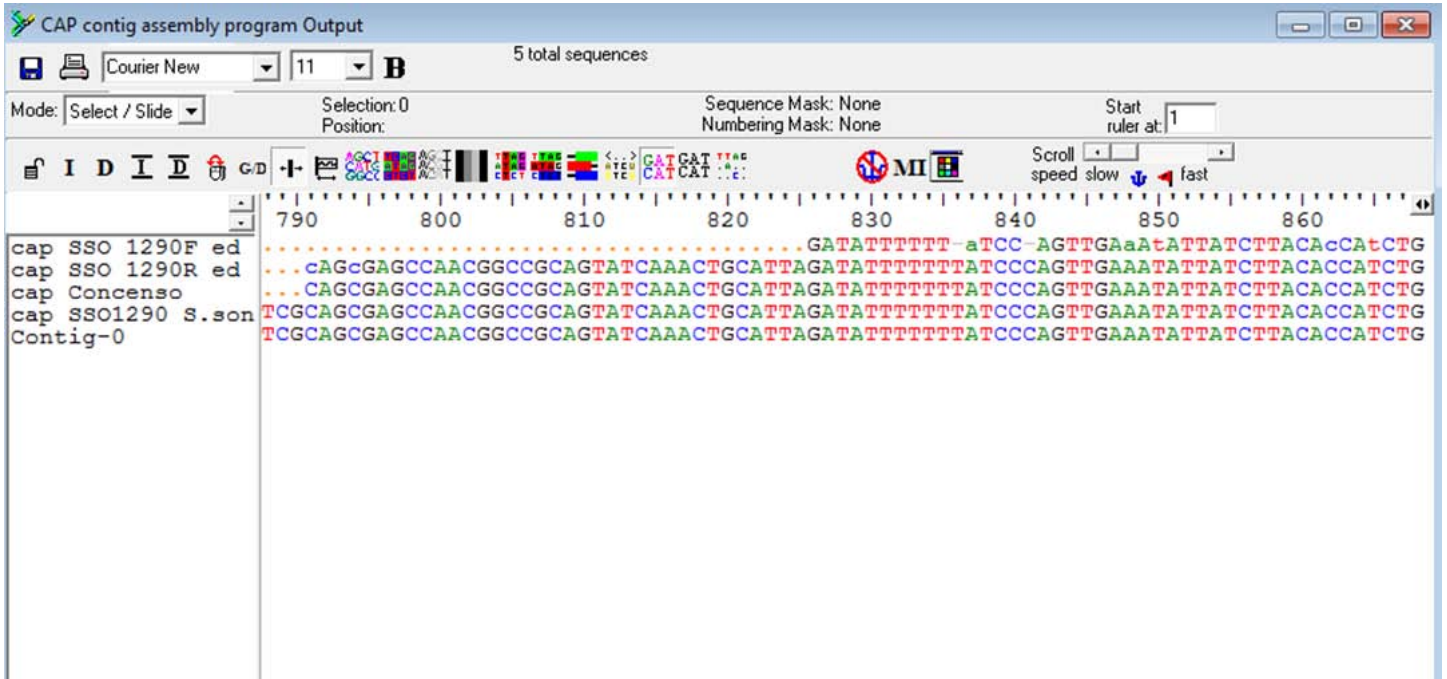 CAP contig assembly program Output
Courier New 11 B 5 total sequences
Mode: Select / Slide Selection: 0 Sequence Mask: None Start
Position: Numbering Mask: None ruler at: 1
I D I D G/D MI Scroll
speed slow fast
790 800 810 820 830 840 850 860
cap SSO 1290F ed ......................................GATATTTTTT-aTCC-AGTTGAaAtATTATCTTACAcCAtCTG
cap SSO 1290R ed ...cAGcGAGCCAACGGCCGCAGTATCAAACTGCATTAGATATTTTTTTATCCCAGTTGAAATATTATCTTACACCATCTG
cap Concenso ...CAGCGAGCCAACGGCCGCAGTATCAAACTGCATTAGATATTTTTTTATCCCAGTTGAAATATTATCTTACACCATCTG
cap SSO1290 S.son TCGCAGCGAGCCAACGGCCGCAGTATCAAACTGCATTAGATATTTTTTTATCCCAGTTGAAATATTATCTTACACCATCTG
Contig-0 TCGCAGCGAGCCAACGGCCGCAGTATCAAACTGCATTAGATATTTTTTTATCCCAGTTGAAATATTATCTTACACCATCTG